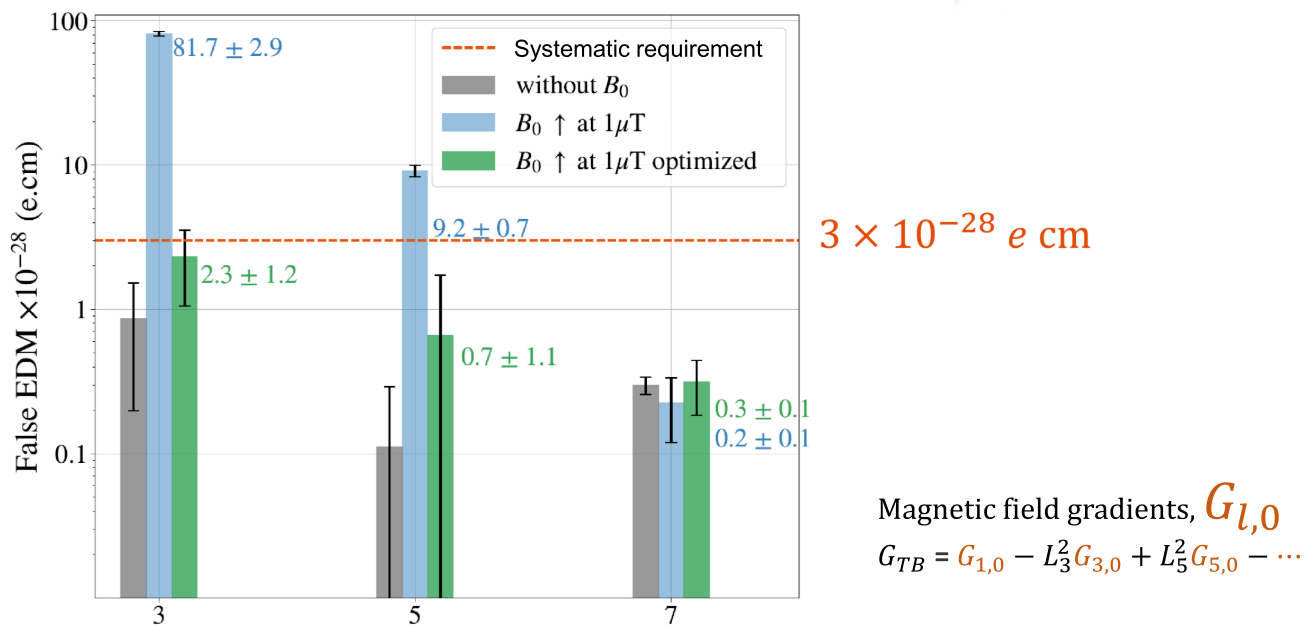 100
10
1
0.1
False EDM ×10⁻²⁸ (e.cm)
81.7 ± 2.9
2.3 ± 1.2
9.2 ± 0.7
0.7 ± 1.1
0.3 ± 0.1
0.2 ± 0.1
3
5
7
Systematic requirement
without B₀
B₀ ↑ at 1μT
B₀ ↑ at 1μT optimized
3 × 10⁻²⁸ e cm
Magnetic field gradients, G_{l,0}
G_{TB} = G_{1,0} − L₃²G_{3,0} + L₅²G_{5,0} − ⋯